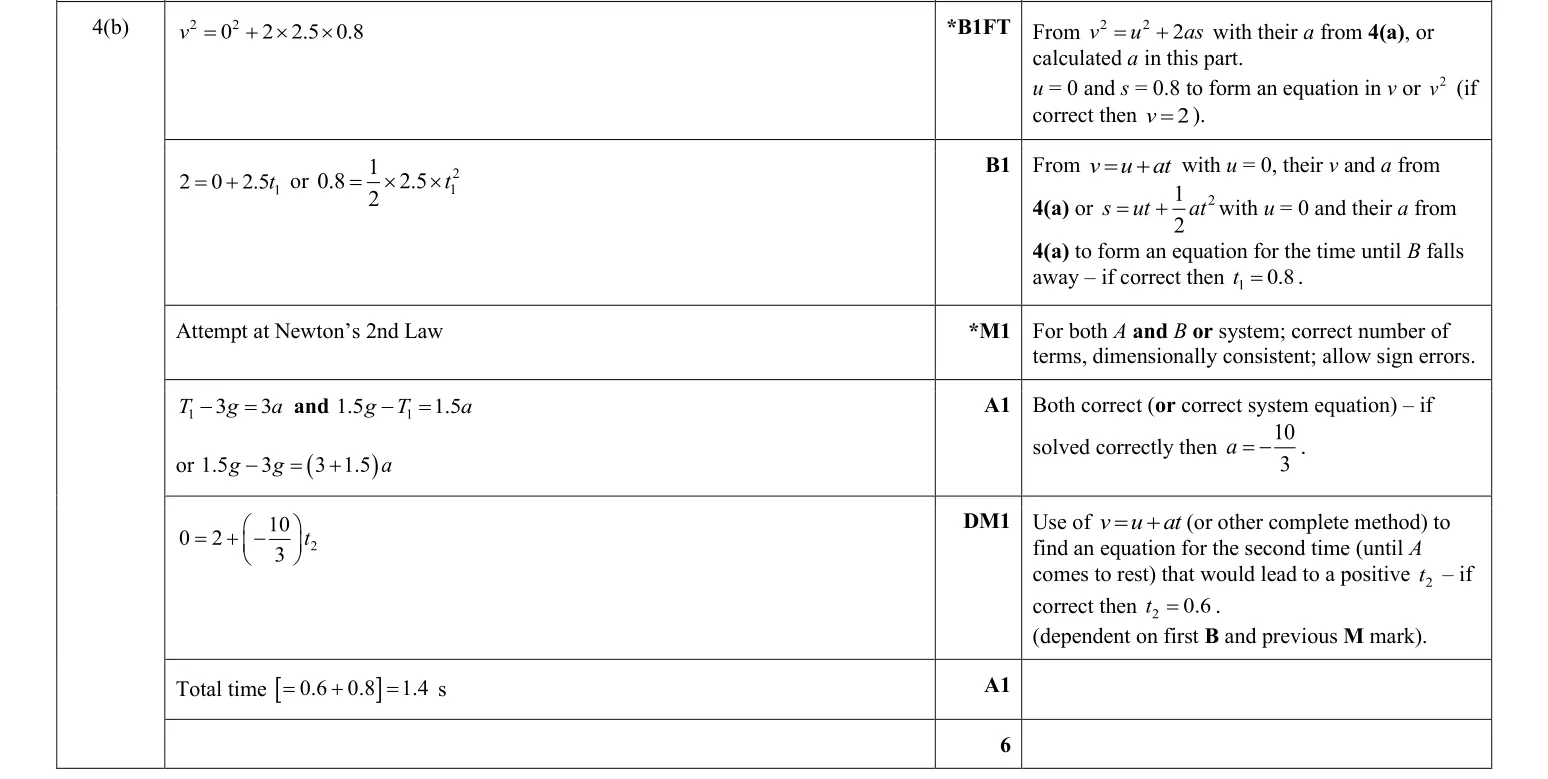 4(b)
v² = 0² + 2 × 2.5 × 0.8
*B1FT
From v² = u² + 2as with their a from 4(a), or
calculated a in this part.
u = 0 and s = 0.8 to form an equation in v or v² (if
correct then v = 2 ).
2 = 0 + 2.5t₁ or 0.8 = 1/2 × 2.5 × t₁²
B1
From v = u + at with u = 0, their v and a from
4(a) or s = ut + 1/2 at² with u = 0 and their a from
4(a) to form an equation for the time until B falls
away – if correct then t₁ = 0.8 .
Attempt at Newton’s 2nd Law
*M1
For both A and B or system; correct number of
terms, dimensionally consistent; allow sign errors.
T₁ − 3g = 3a and 1.5g − T₁ = 1.5a
or 1.5g − 3g = (3 + 1.5)a
A1
Both correct (or correct system equation) – if
solved correctly then a = −10/3 .
0 = 2 + (−10/3)t₂
DM1
Use of v = u + at (or other complete method) to
find an equation for the second time (until A
comes to rest) that would lead to a positive t₂ – if
correct then t₂ = 0.6 .
(dependent on first B and previous M mark).
Total time [= 0.6 + 0.8] = 1.4 s
A1
6